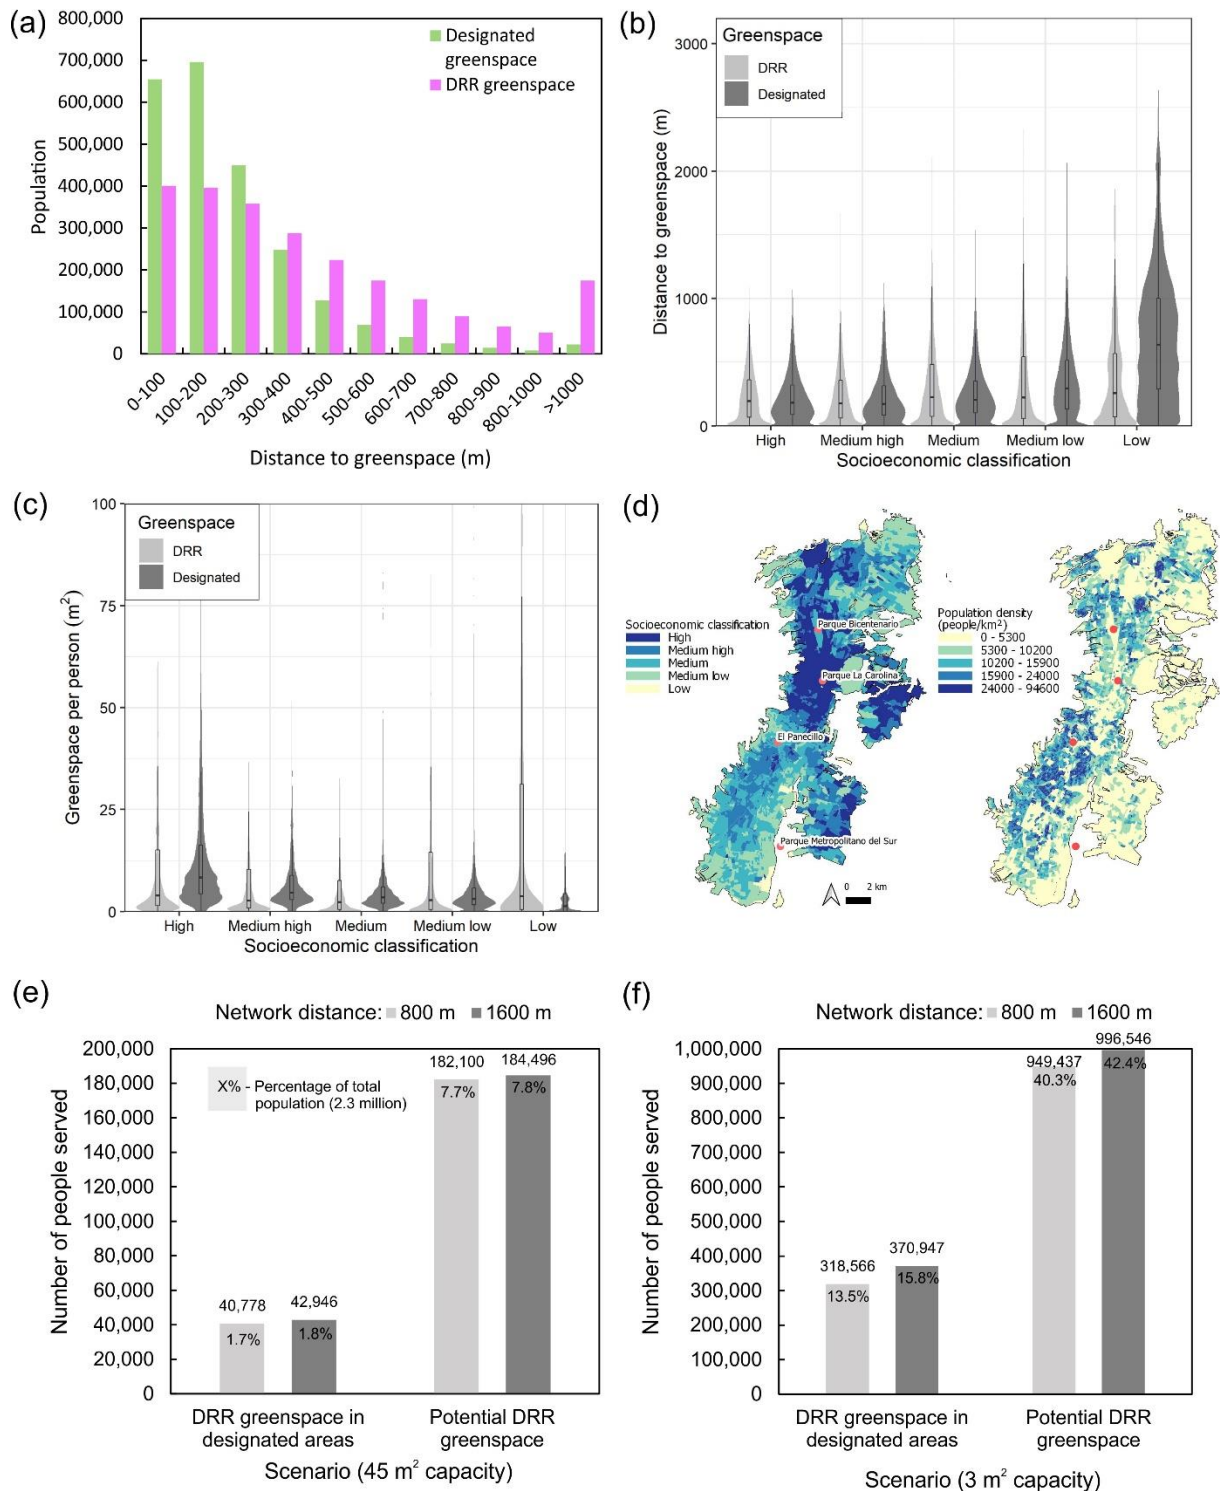 (a)
800,000
700,000
600,000
500,000
400,000
300,000
200,000
100,000
0
Population
Designated
greenspace
DRR greenspace
0-100
100-200
200-300
300-400
400-500
500-600
600-700
700-800
800-900
800-1000
>1000
Distance to greenspace (m)
(b)
3000
2000
1000
0
Distance to greenspace (m)
Greenspace
DRR
Designated
High
Medium high
Medium
Medium low
Low
Socioeconomic classification
(c)
100
75
50
25
0
Greenspace per person (m²)
Greenspace
DRR
Designated
High
Medium high
Medium
Medium low
Low
Socioeconomic classification
(d)
Socioeconomic classification
High
Medium high
Medium
Medium low
Low
Parque Bicentenario
Parque La Carolina
El Panecillo
Parque Metropolitano del Sur
0 2 km
Population density
(people/km²)
0 - 5300
5300 - 10200
10200 - 15900
15900 - 24000
24000 - 94600
(e)
Network distance: 800 m 1600 m
200,000
180,000
160,000
140,000
120,000
100,000
80,000
60,000
40,000
20,000
0
Number of people served
X% - Percentage of total
population (2.3 million)
40,778
1.7%
42,946
1.8%
182,100
7.7%
184,496
7.8%
DRR greenspace in
designated areas
Potential DRR
greenspace
Scenario (45 m² capacity)
(f)
Network distance: 800 m 1600 m
1,000,000
900,000
800,000
700,000
600,000
500,000
400,000
300,000
200,000
100,000
0
Number of people served
318,566
13.5%
370,947
15.8%
949,437
40.3%
996,546
42.4%
DRR greenspace in
designated areas
Potential DRR
greenspace
Scenario (3 m² capacity)